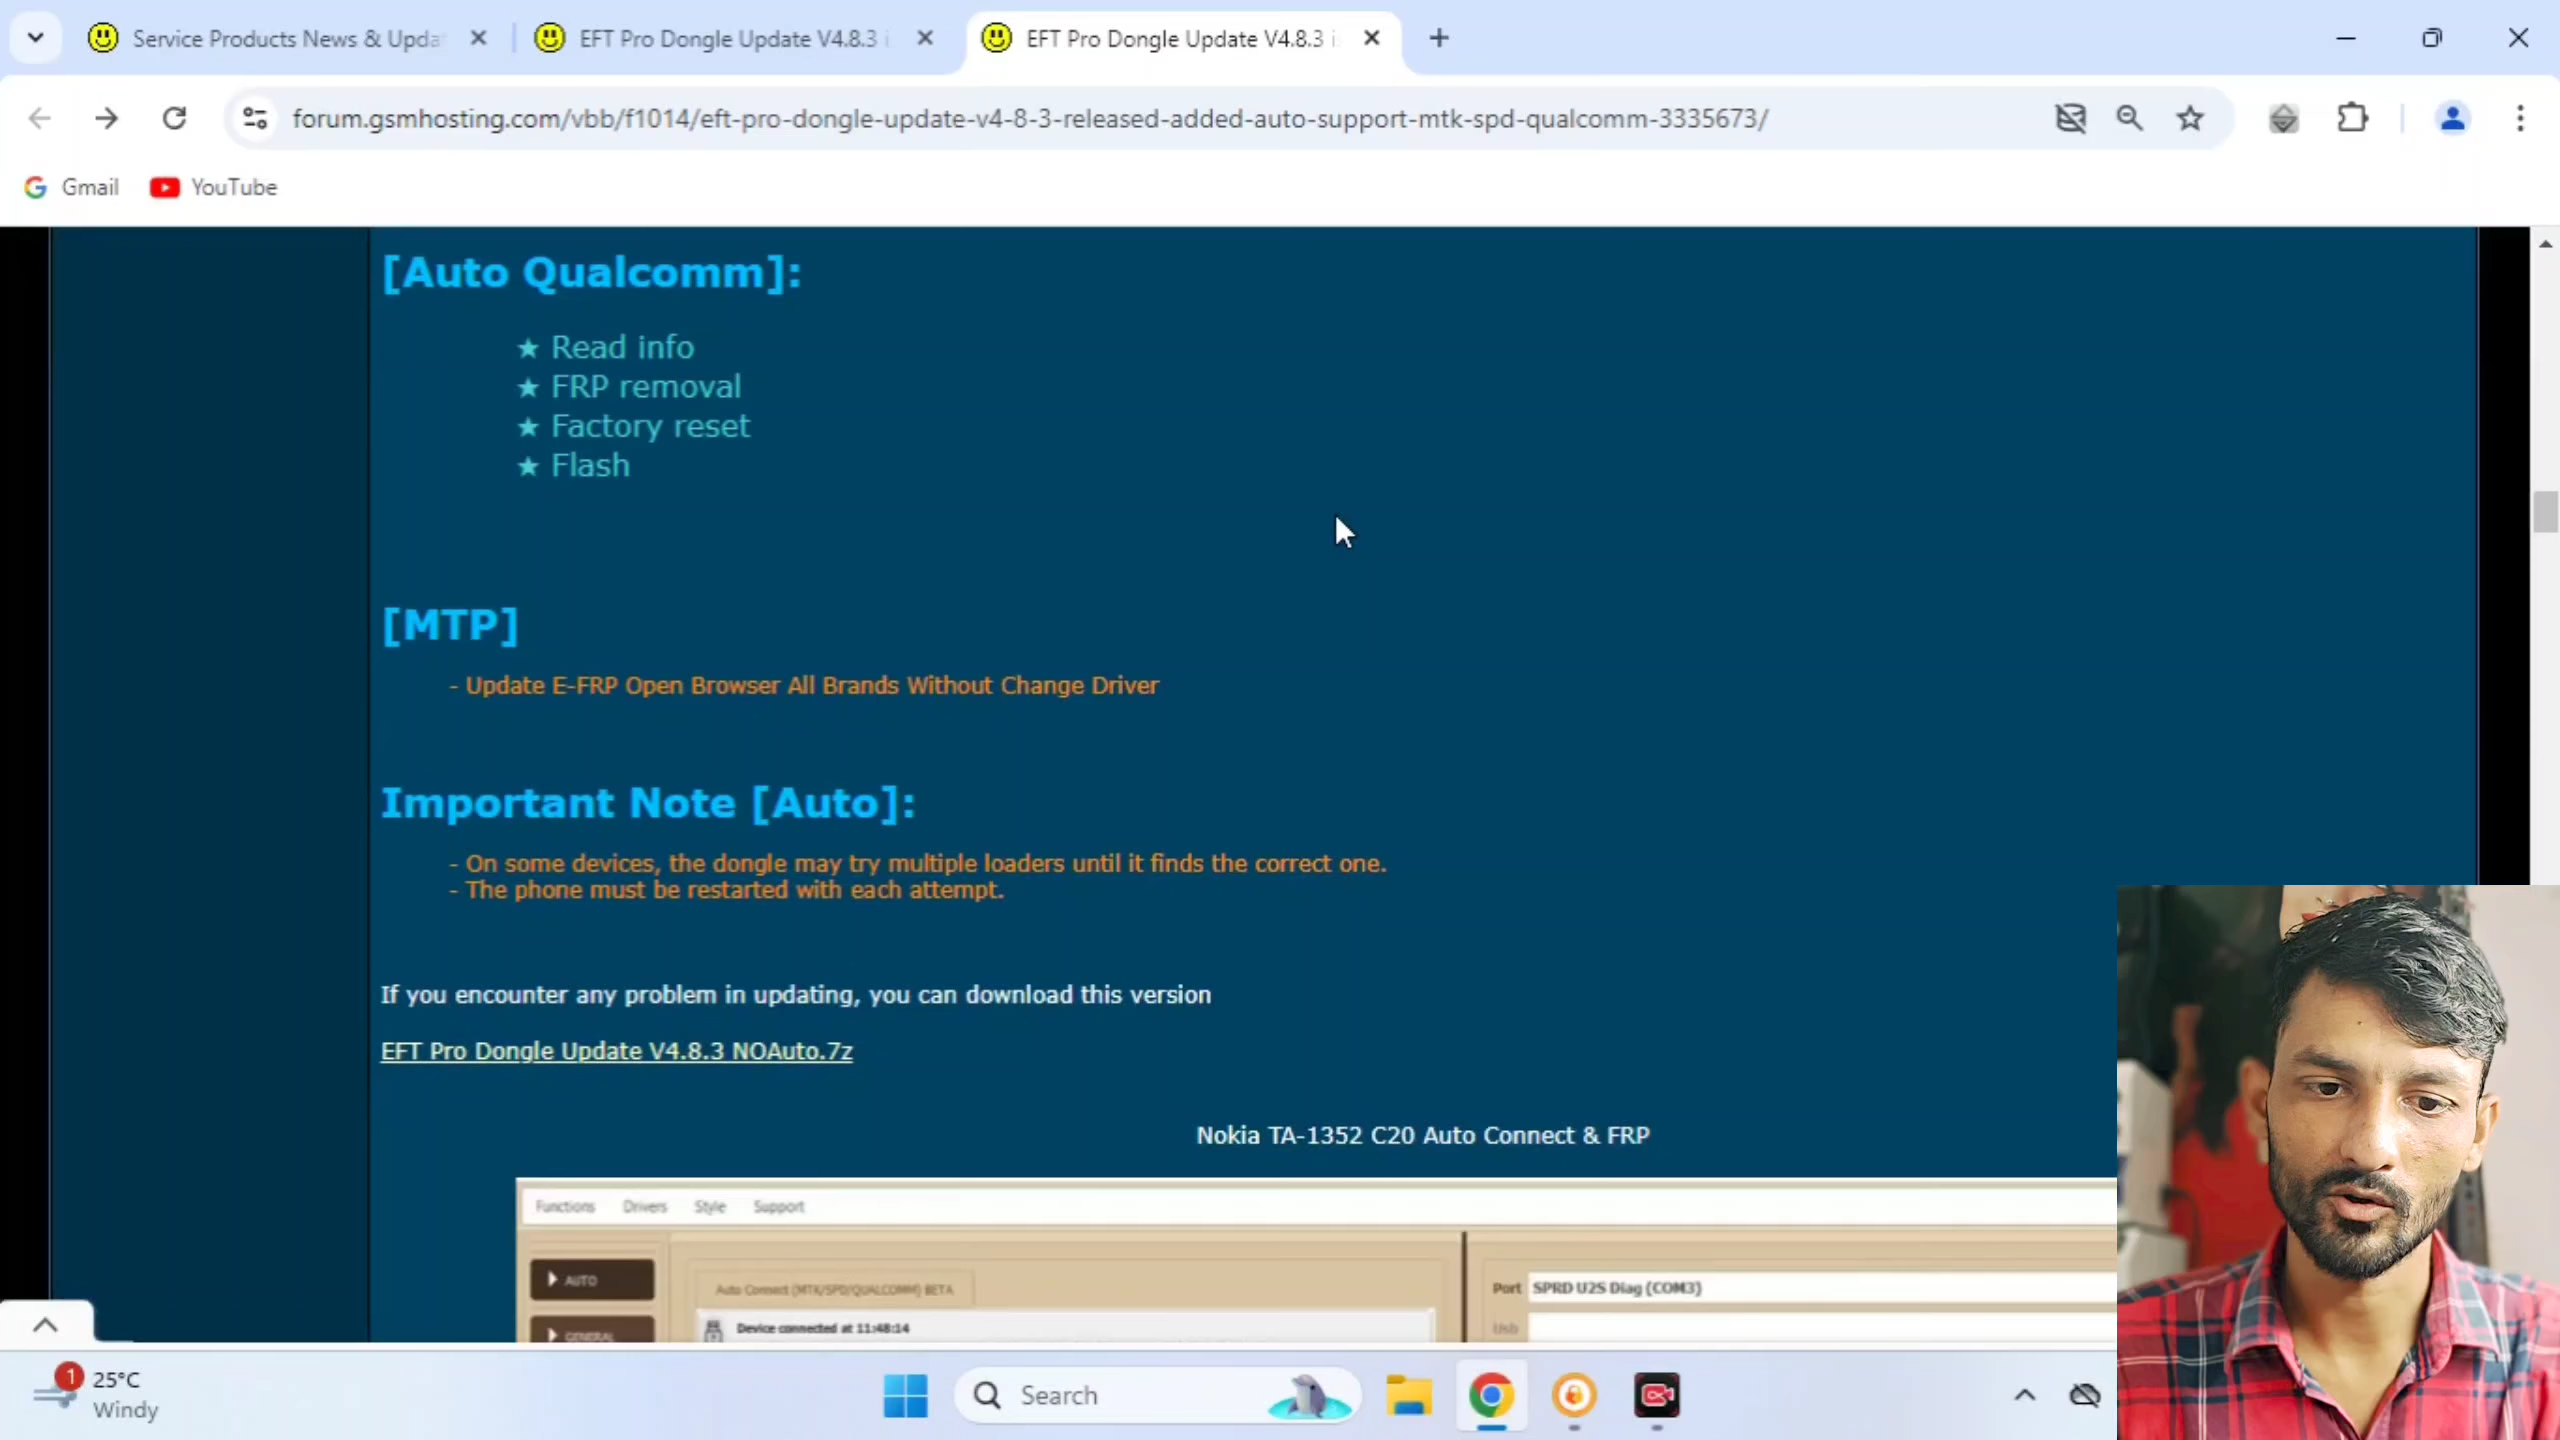 Service Products News & Upda
EFT Pro Dongle Update V4.8.3 i
EFT Pro Dongle Update V4.8.3 i
forum.gsmhosting.com/vbb/f1014/eft-pro-dongle-update-v4-8-3-released-added-auto-support-mtk-spd-qualcomm-3335673/
Gmail
YouTube
[Auto Qualcomm]:
★ Read info
★ FRP removal
★ Factory reset
★ Flash
[MTP]
- Update E-FRP Open Browser All Brands Without Change Driver
Important Note [Auto]:
- On some devices, the dongle may try multiple loaders until it finds the correct one.
- The phone must be restarted with each attempt.
If you encounter any problem in updating, you can download this version
EFT Pro Dongle Update V4.8.3 NOAuto.7z
Nokia TA-1352 C20 Auto Connect & FRP
Functions Drivers Style Support
AUTO
Auto Connect (MTK/SPD/QUALCOMM) BETA
Port SPRD U2S Diag (COM3)
GENERAL
Device connected at 11:48:14
Usb
1
25°C
Windy
Search